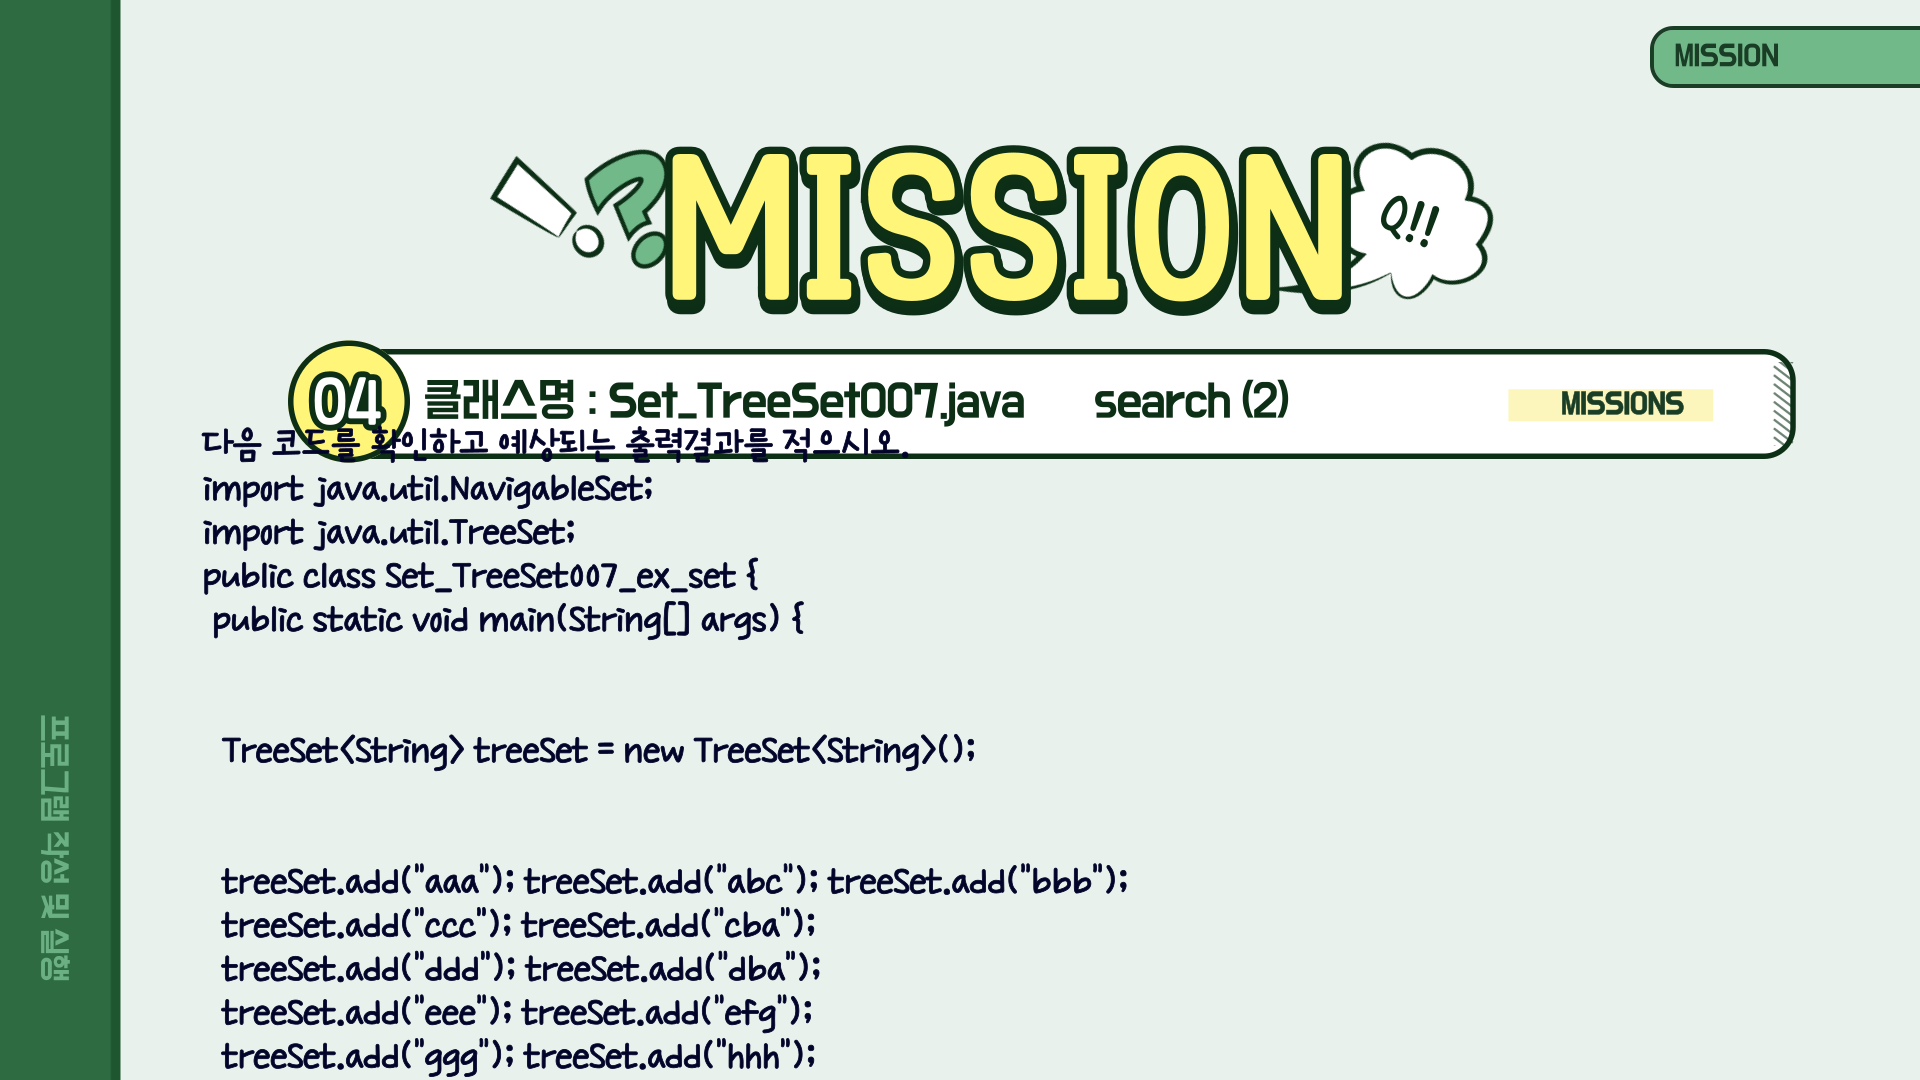 MISSION
MISSION
Q!!
04 클래스명 : Set_TreeSet007.java search (2) MISSIONS
다음 코드를 확인하고 예상되는 출력결과를 적으시오.
import java.util.NavigableSet;
import java.util.TreeSet;
public class Set_TreeSet007_ex_set {
public static void main(String[] args) {
TreeSet<String> treeSet = new TreeSet<String>();
treeSet.add("aaa"); treeSet.add("abc"); treeSet.add("bbb");
treeSet.add("ccc"); treeSet.add("cba");
treeSet.add("ddd"); treeSet.add("dba");
treeSet.add("eee"); treeSet.add("efg");
treeSet.add("ggg"); treeSet.add("hhh");
프로그램 작성 및 실행